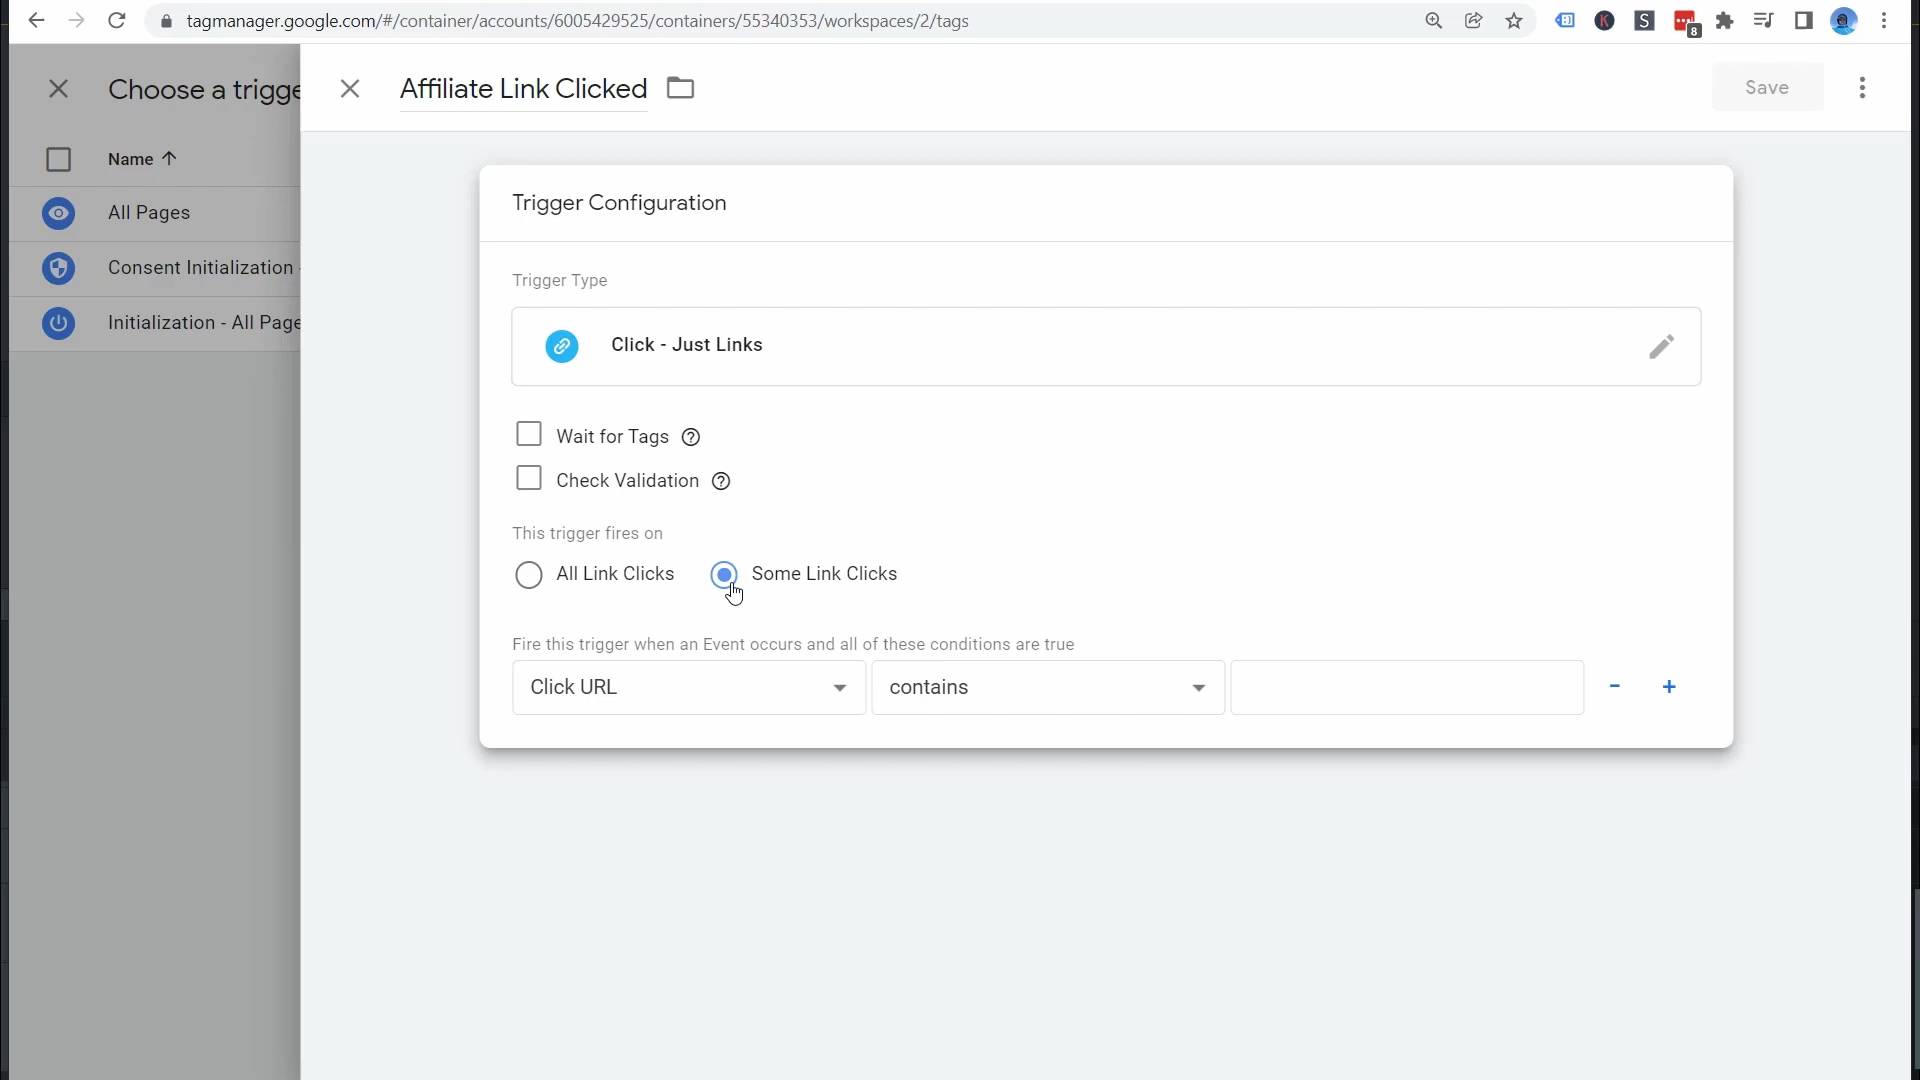 tagmanager.google.com/#/container/accounts/6005429525/containers/55340353/workspaces/2/tags
K
S
8
Choose a trigge
Affiliate Link Clicked
Save
Name
All Pages
Consent Initialization -
Initialization - All Page
Trigger Configuration
Trigger Type
Click - Just Links
Wait for Tags
Check Validation
This trigger fires on
All Link Clicks
Some Link Clicks
Fire this trigger when an Event occurs and all of these conditions are true
Click URL
contains
-
+